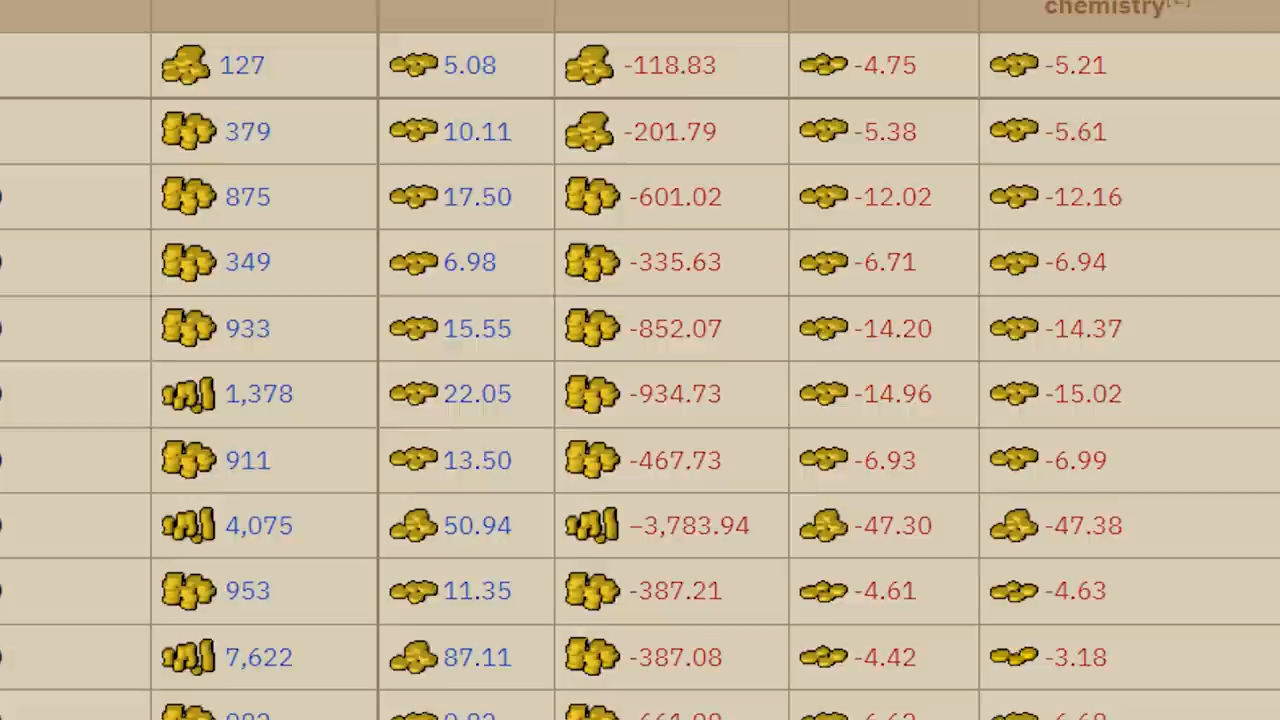 chemistry[2]
127 5.08 -118.83 -4.75 -5.21
379 10.11 -201.79 -5.38 -5.61
875 17.50 -601.02 -12.02 -12.16
349 6.98 -335.63 -6.71 -6.94
933 15.55 -852.07 -14.20 -14.37
1,378 22.05 -934.73 -14.96 -15.02
911 13.50 -467.73 -6.93 -6.99
4,075 50.94 −3,783.94 -47.30 -47.38
953 11.35 -387.21 -4.61 -4.63
7,622 87.11 -387.08 -4.42 -3.18